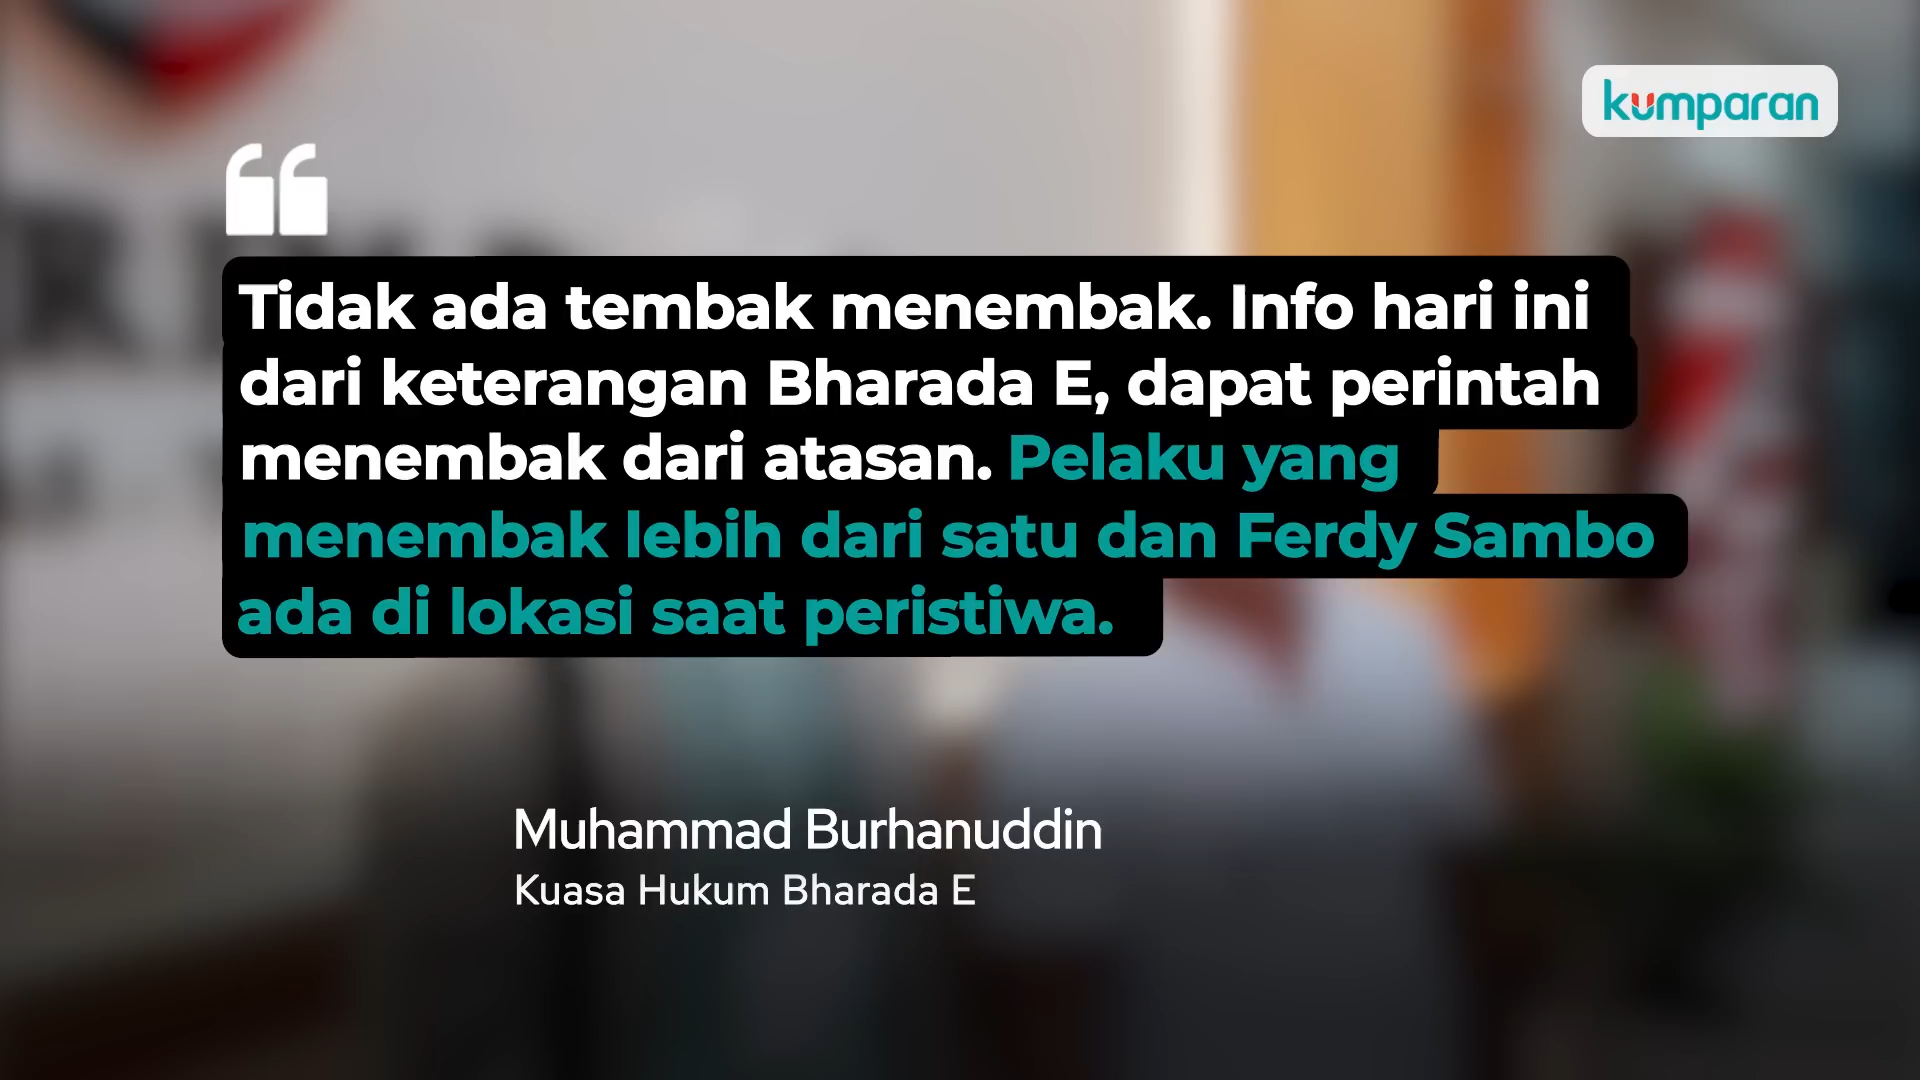 kumparan
Tidak ada tembak menembak. Info hari ini
dari keterangan Bharada E, dapat perintah
menembak dari atasan. Pelaku yang
menembak lebih dari satu dan Ferdy Sambo
ada di lokasi saat peristiwa.
Muhammad Burhanuddin
Kuasa Hukum Bharada E